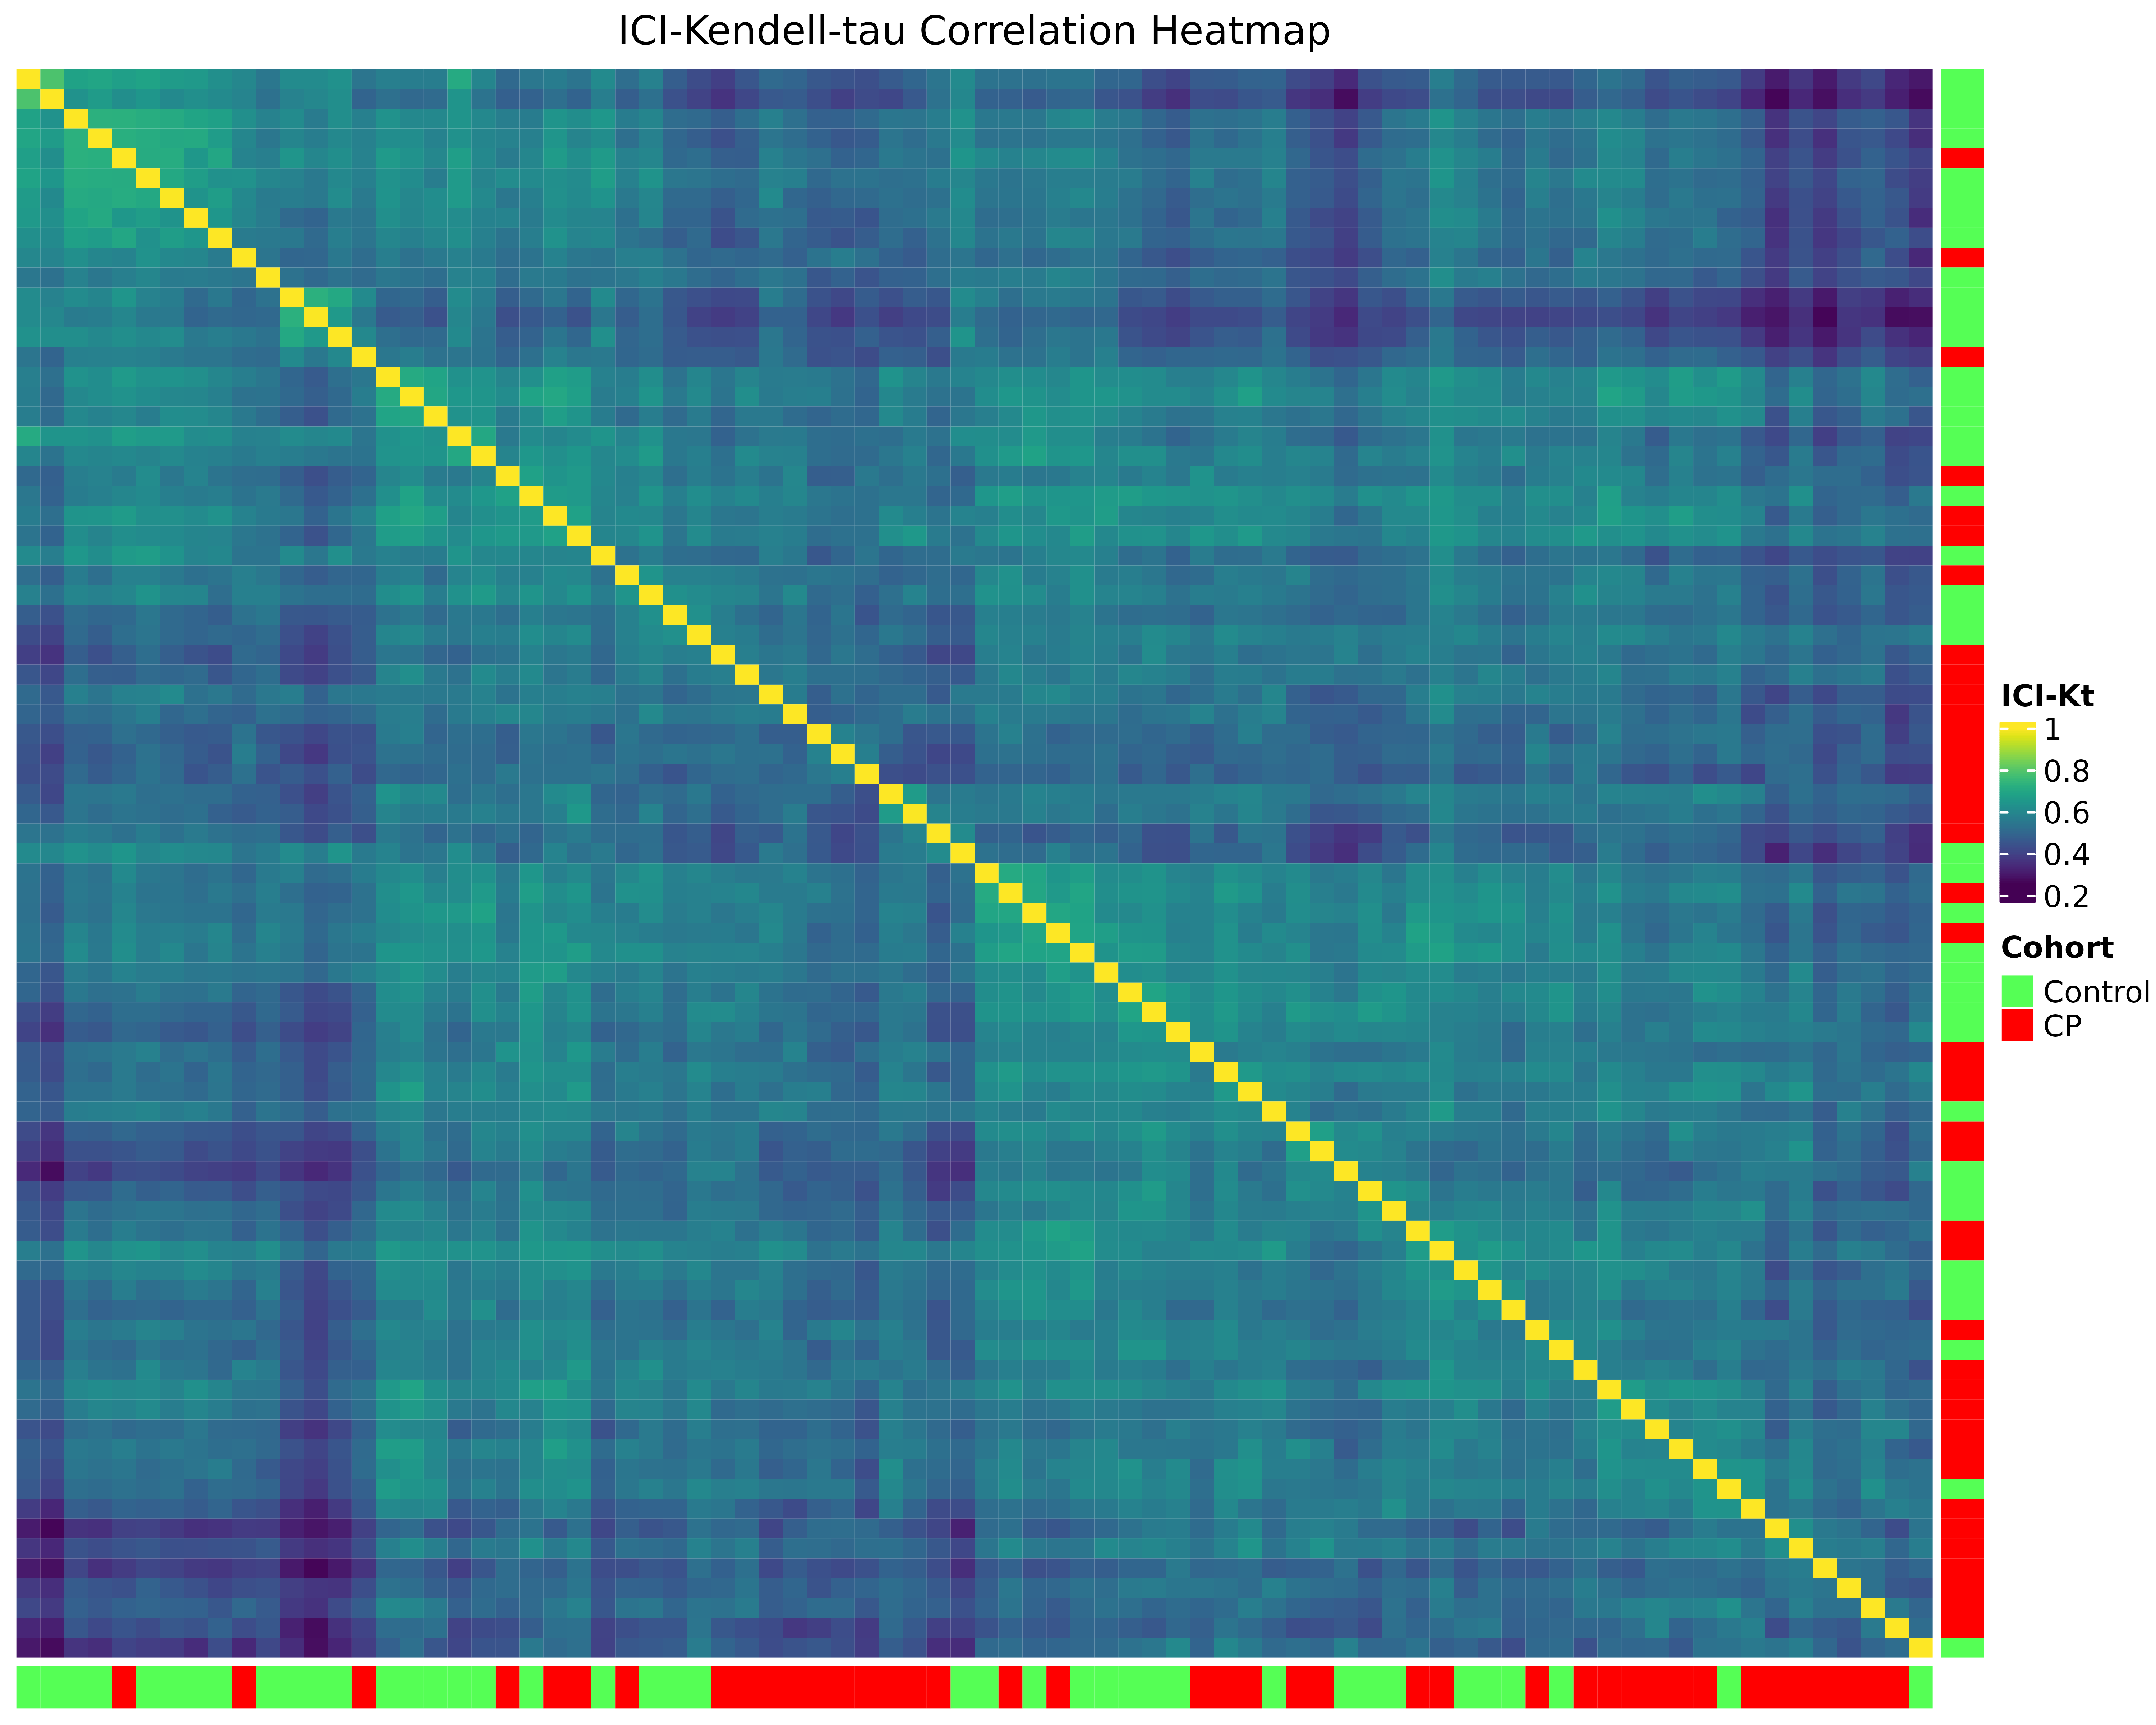 ICI-Kendell-tau Correlation Heatmap
ICI-Kt
1
0.8
0.6
0.4
0.2
Cohort
Control
CP